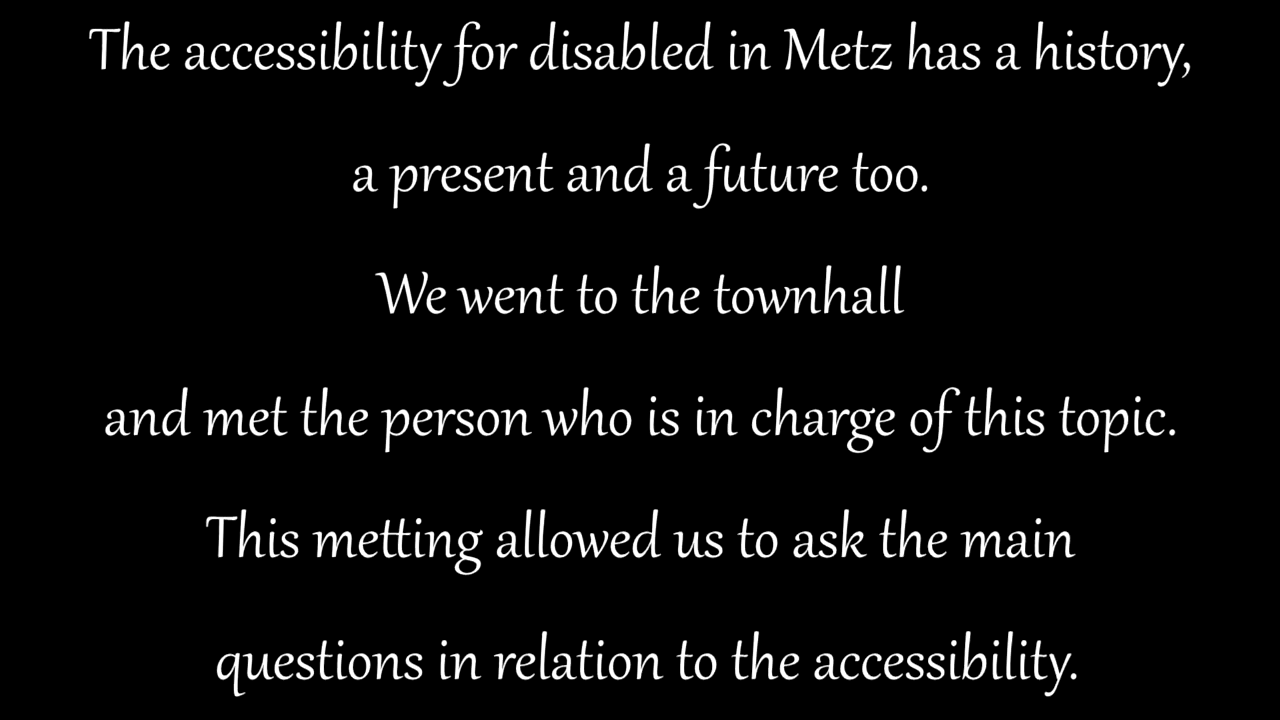 The accessibility for disabled in Metz has a history,
a present and a future too.
We went to the townhall
and met the person who is in charge of this topic.
This metting allowed us to ask the main
questions in relation to the accessibility.